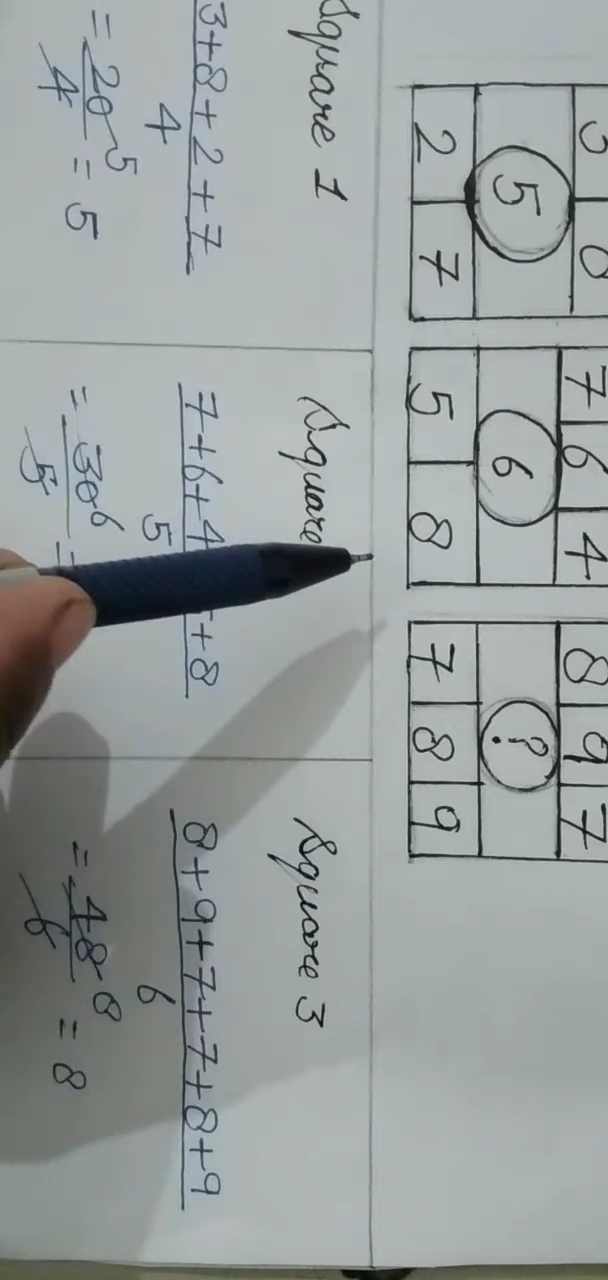 7 6 4
8 9 7
5
6
?
2 7
5 8
7 8 9
Square 1
3+8+2+7
4
= 20 5
4
= 5
Square
7+6+4
+8
5
= 30 6
5
=
Square 3
8+9+7+7+8+9
6
= 48 8
6
= 8